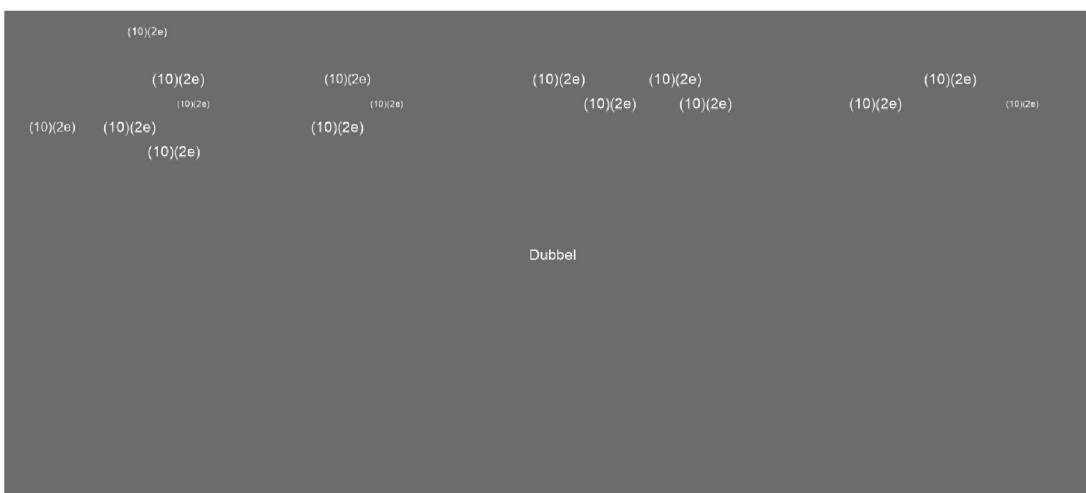 (10)(2e)
(10)(2e) (10)(2e) (10)(2e) (10)(2e) (10)(2e)
(10)(2e) (10)(2e) (10)(2e) (10)(2e) (10)(2e) (10)(2e)
(10)(2e) (10)(2e) (10)(2e)
(10)(2e)
Dubbel